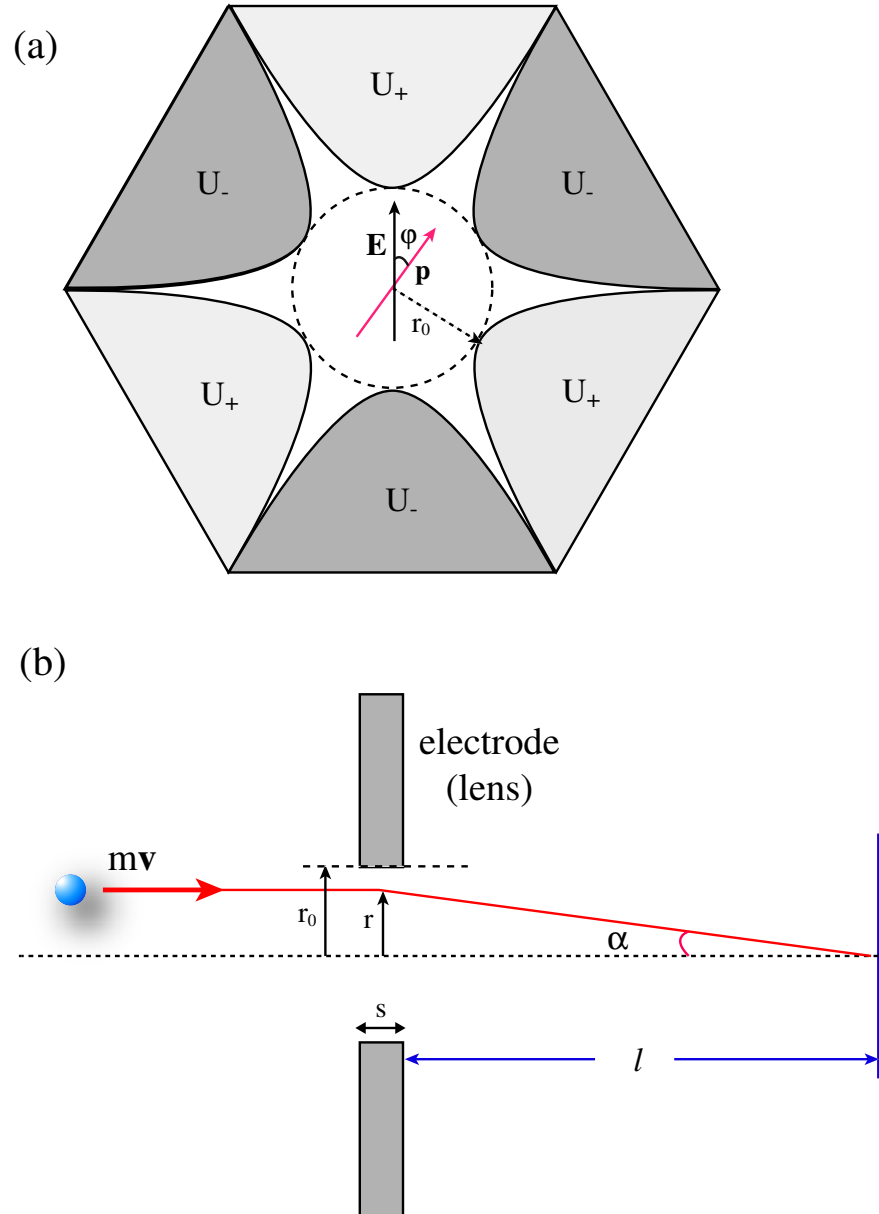 (a)
U₊
U₋
U₋
E
φ
p
r₀
U₊
U₊
U₋
(b)
electrode
(lens)
mv
r₀
r
α
s
l